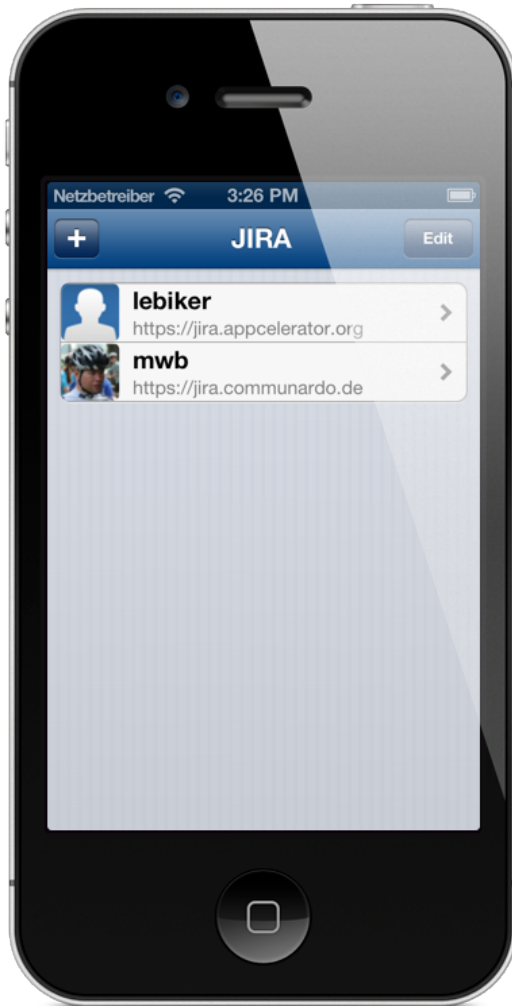 Netzbetreiber 3:26 PM
+ JIRA Edit
lebiker
https://jira.appcelerator.org
mwb
https://jira.communardo.de